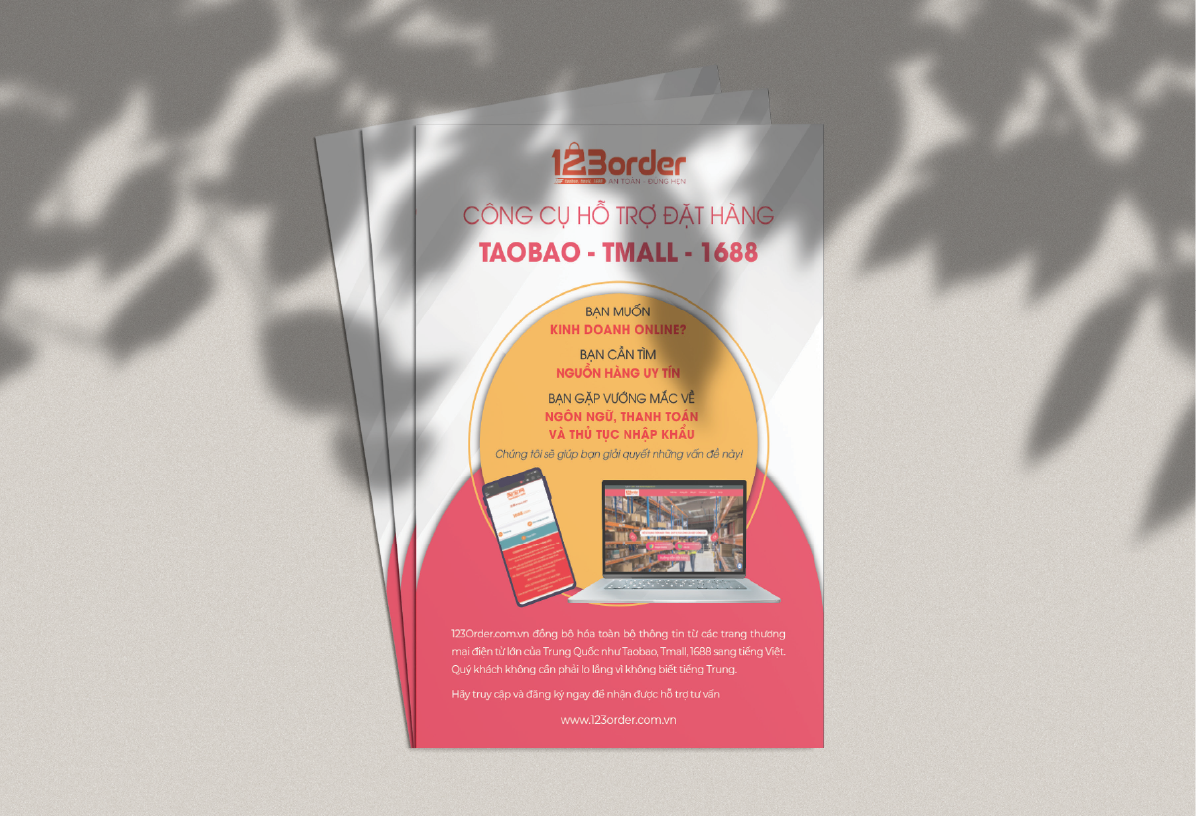 123order
AN TOÀN - ĐÚNG HẸN
CÔNG CỤ HỖ TRỢ ĐẶT HÀNG
TAOBAO - TMALL - 1688
BẠN MUỐN
KINH DOANH ONLINE?
BẠN CẦN TÌM
NGUỒN HÀNG UY TÍN
BẠN GẶP VƯỚNG MẮC VỀ
NGÔN NGỮ, THANH TOÁN
VÀ THỦ TỤC NHẬP KHẨU
Chúng tôi sẽ giúp bạn giải quyết những vấn đề này!
123Order.com.vn đồng bộ hóa toàn bộ thông tin từ các trang thương
mại điện tử lớn của Trung Quốc như Taobao, Tmall, 1688 sang tiếng Việt.
Quý khách không cần phải lo lắng vì không biết tiếng Trung.
Hãy truy cập và đăng ký ngay để nhận được hỗ trợ tư vấn
www.123order.com.vn